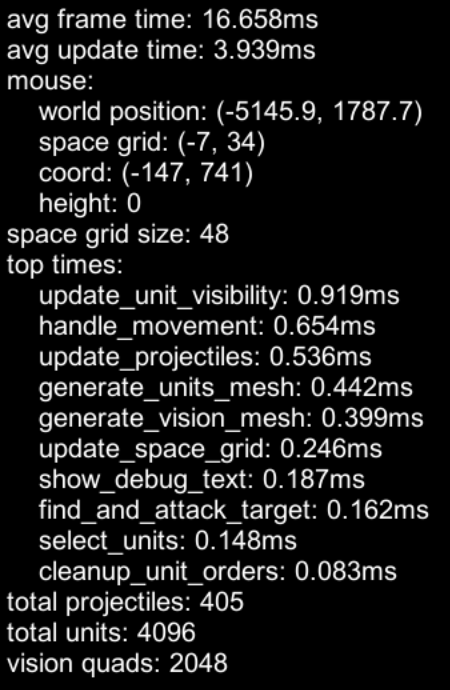 avg frame time: 16.658ms
avg update time: 3.939ms
mouse:
world position: (-5145.9, 1787.7)
space grid: (-7, 34)
coord: (-147, 741)
height: 0
space grid size: 48
top times:
update_unit_visibility: 0.919ms
handle_movement: 0.654ms
update_projectiles: 0.536ms
generate_units_mesh: 0.442ms
generate_vision_mesh: 0.399ms
update_space_grid: 0.246ms
show_debug_text: 0.187ms
find_and_attack_target: 0.162ms
select_units: 0.148ms
cleanup_unit_orders: 0.083ms
total projectiles: 405
total units: 4096
vision quads: 2048